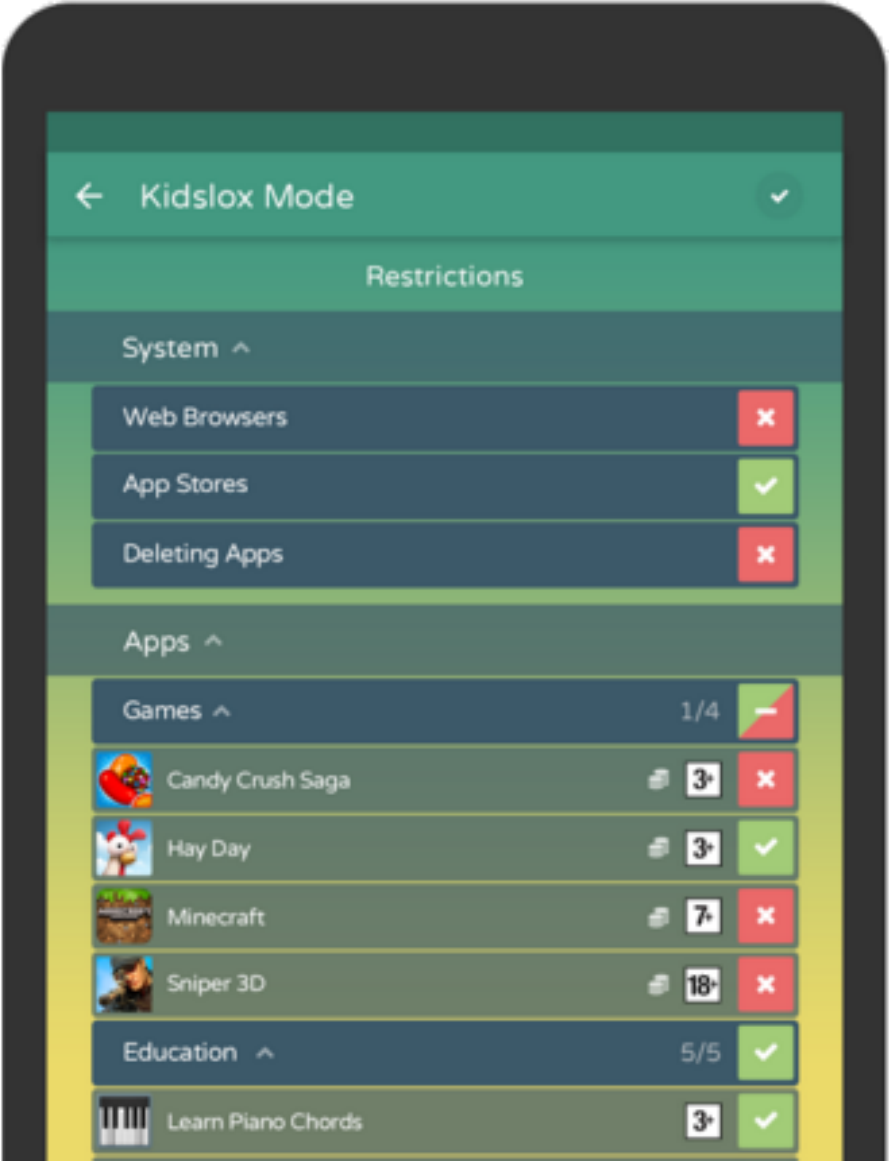 Kidslox Mode
Restrictions
System
Web Browsers
App Stores
Deleting Apps
Apps
Games 1/4
Candy Crush Saga 3+
Hay Day 3+
Minecraft 7+
Sniper 3D 18+
Education 5/5
Learn Piano Chords 3+